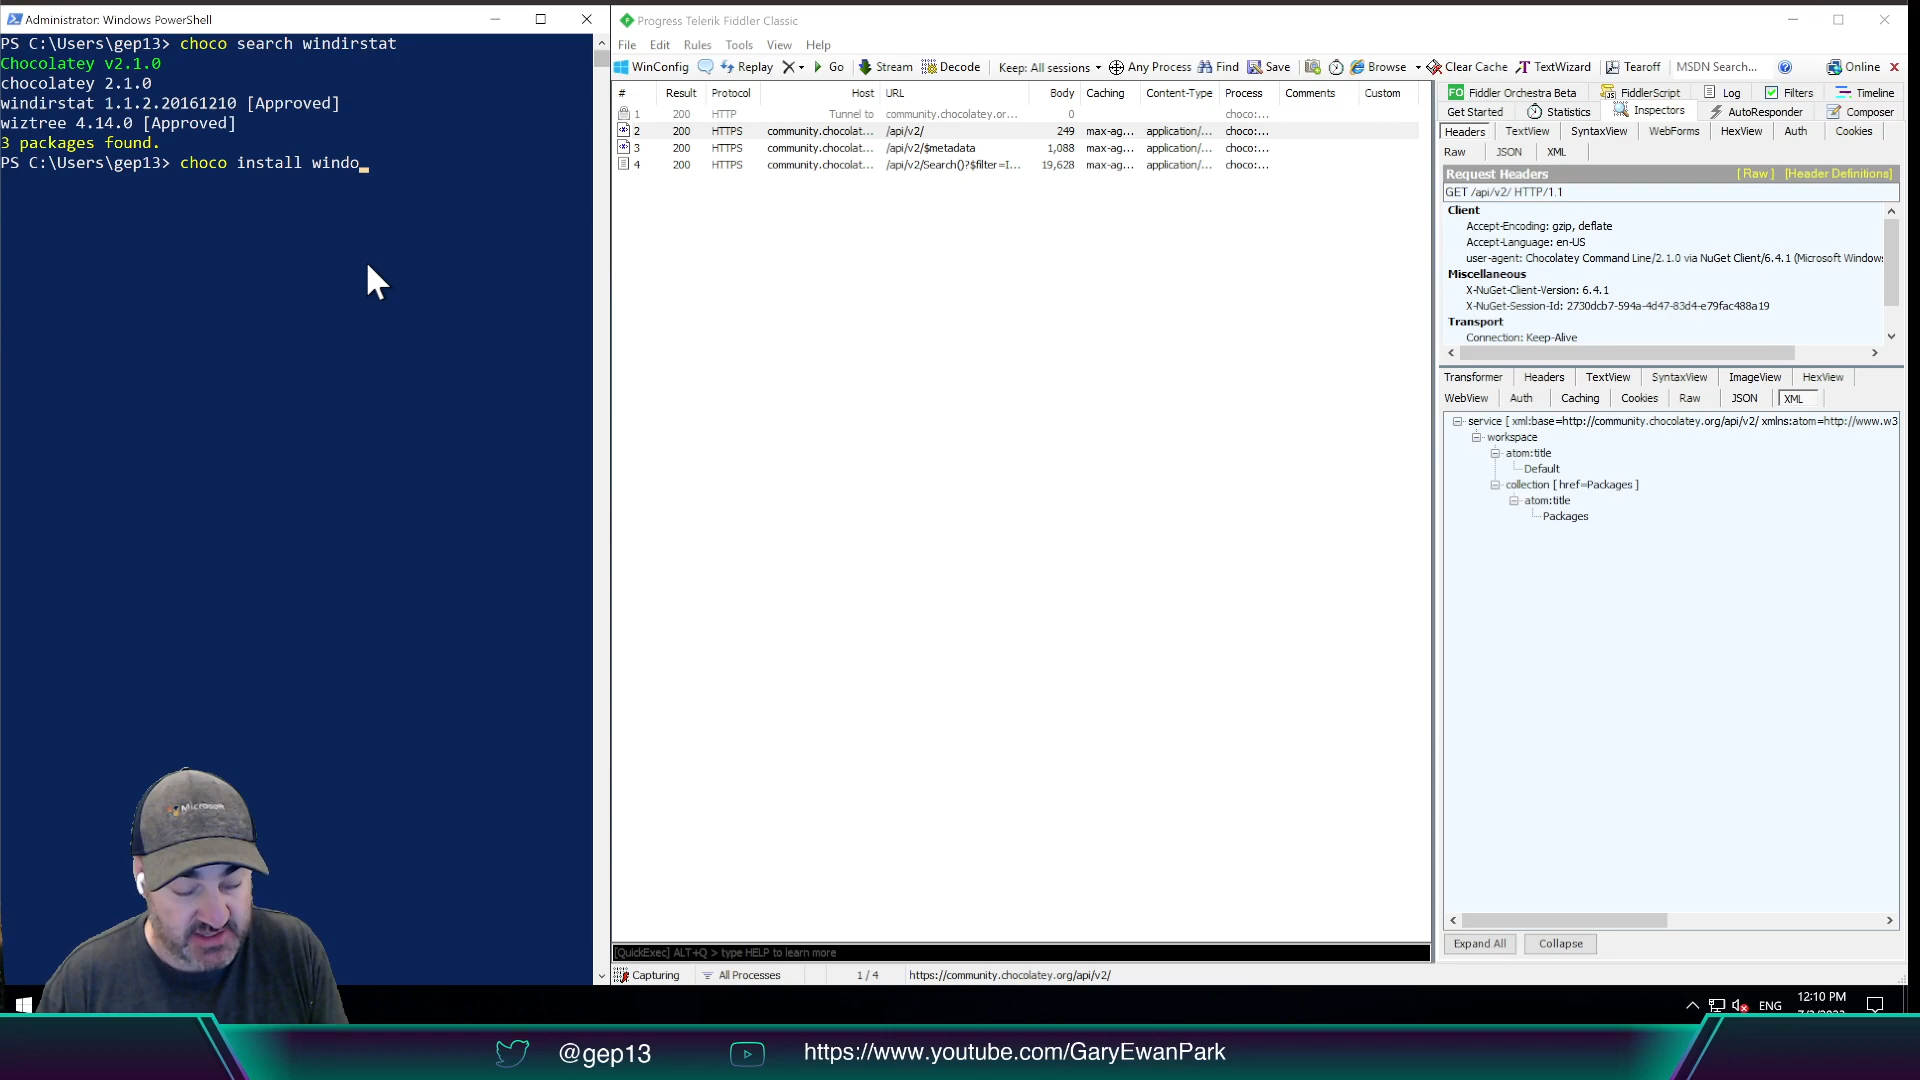 Administrator: Windows PowerShell
PS C:\Users\gep13> choco search windirstat
Chocolatey v2.1.0
chocolatey 2.1.0
windirstat 1.1.2.20161210 [Approved]
wiztree 4.14.0 [Approved]
3 packages found.
PS C:\Users\gep13> choco install windo_
Microsoft
Progress Telerik Fiddler Classic
File Edit Rules Tools View Help
WinConfig Replay Go Stream Decode Keep: All sessions Any Process Find Save Browse Clear Cache TextWizard Tearoff MSDN Search... Online
# Result Protocol Host URL Body Caching Content-Type Process Comments Custom
1 200 HTTP Tunnel to community.chocolatey.or... 0 choco:...
2 200 HTTPS community.chocolat... /api/v2/ 249 max-ag... application/... choco:...
3 200 HTTPS community.chocolat... /api/v2/$metadata 1,088 max-ag... application/... choco:...
4 200 HTTPS community.chocolat... /api/v2/Search()?$filter=I... 19,628 max-ag... application/... choco:...
[QuickExec] ALT+Q > type HELP to learn more
Capturing All Processes 1 / 4 https://community.chocolatey.org/api/v2/
FO Fiddler Orchestra Beta FiddlerScript Log Filters Timeline
Get Started Statistics Inspectors AutoResponder Composer
Headers TextView SyntaxView WebForms HexView Auth Cookies
Raw JSON XML
Request Headers [ Raw ] [Header Definitions]
GET /api/v2/ HTTP/1.1
Client
Accept-Encoding: gzip, deflate
Accept-Language: en-US
user-agent: Chocolatey Command Line/2.1.0 via NuGet Client/6.4.1 (Microsoft Window
Miscellaneous
X-NuGet-Client-Version: 6.4.1
X-NuGet-Session-Id: 2730dcb7-594a-4d47-83d4-e79fac488a19
Transport
Connection: Keep-Alive
Transformer Headers TextView SyntaxView ImageView HexView
WebView Auth Caching Cookies Raw JSON XML
service [ xml:base=http://community.chocolatey.org/api/v2/ xmlns:atom=http://www.w3
workspace
atom:title
Default
collection [ href=Packages ]
atom:title
Packages
Expand All Collapse
ENG 12:10 PM
@gep13 https://www.youtube.com/GaryEwanPark